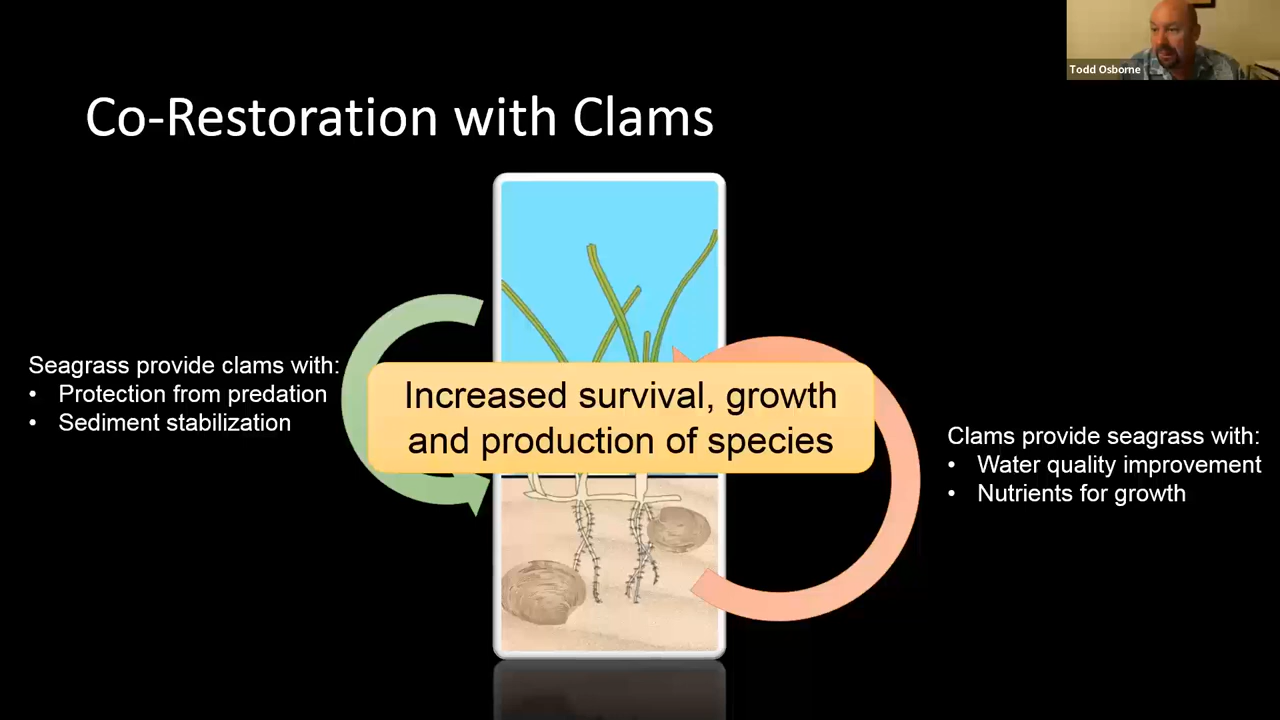 Todd Osborne
Co-Restoration with Clams
Seagrass provide clams with:
• Protection from predation
• Sediment stabilization
Increased survival, growth
and production of species
Clams provide seagrass with:
• Water quality improvement
• Nutrients for growth